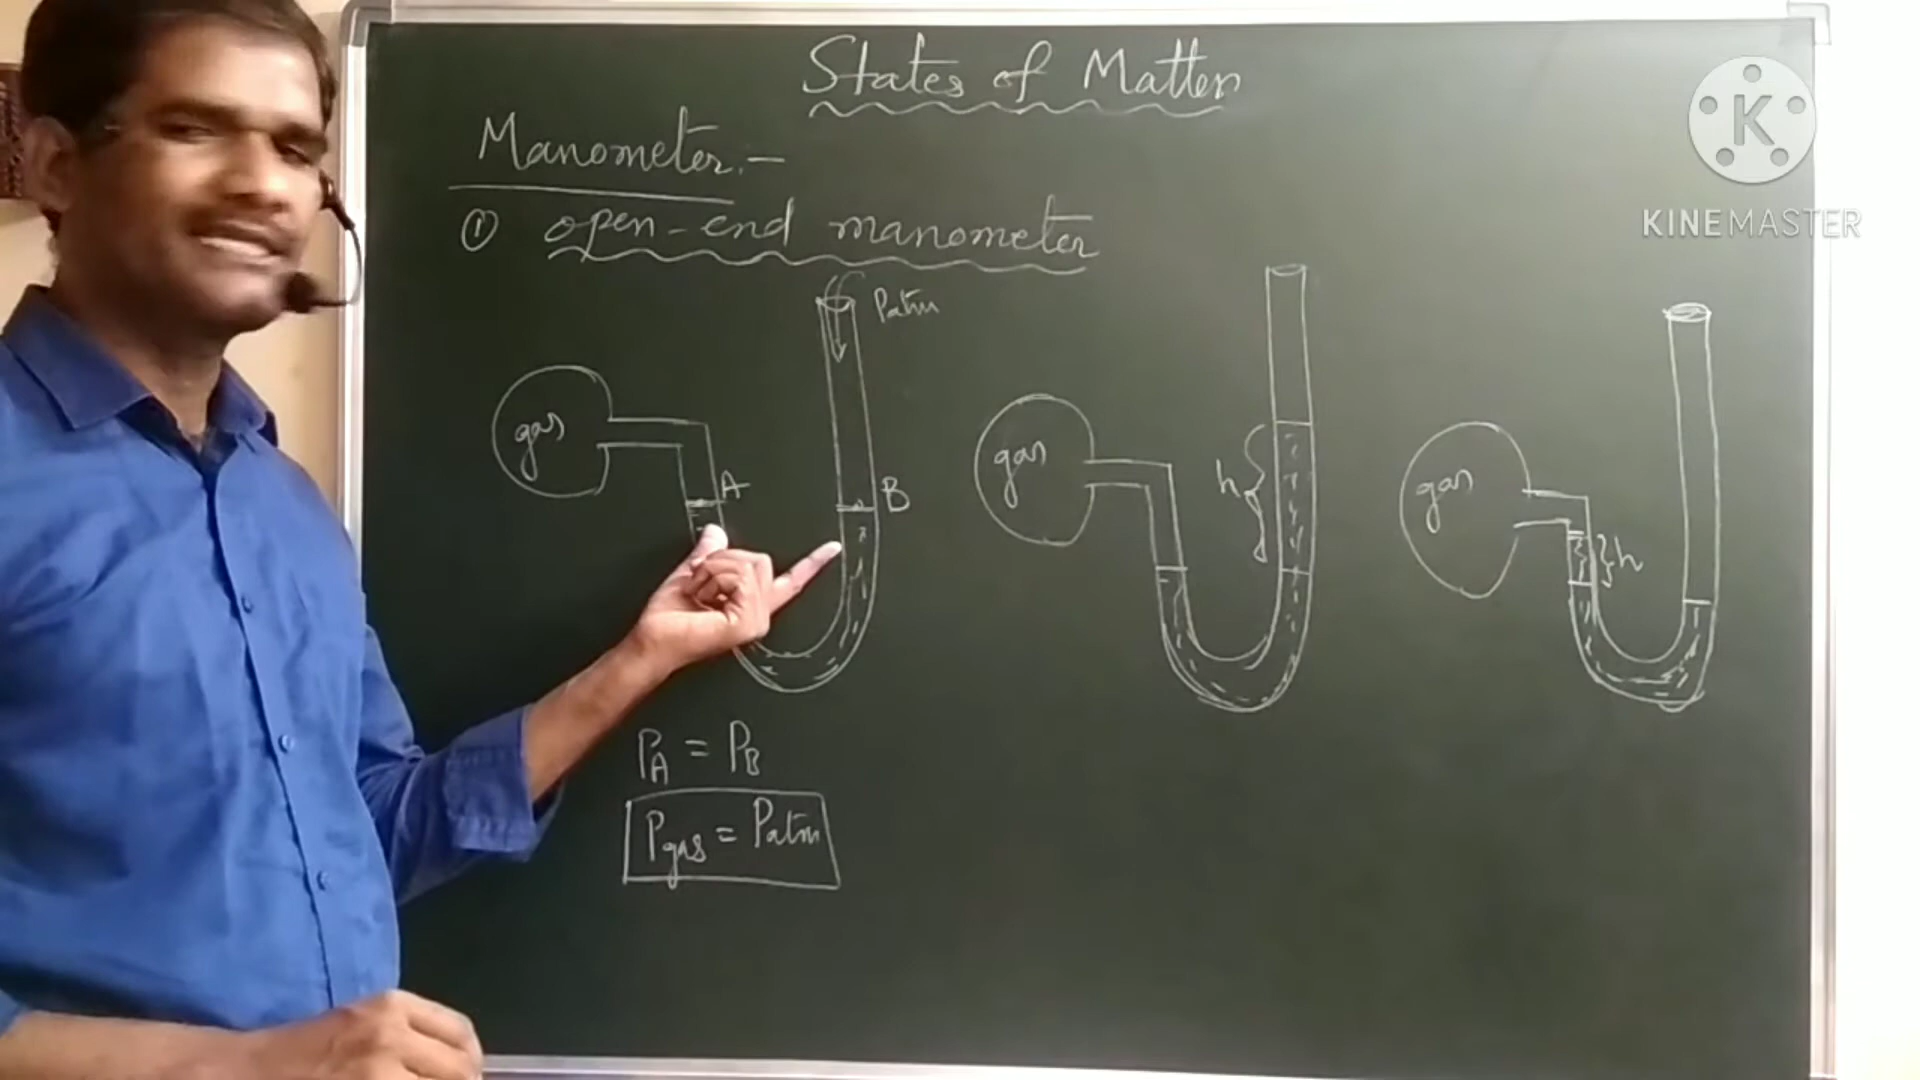 States of Matter
Manometer:-
① open-end manometer
Patm
gas
A
B
gas
h
gas
h
PA = PB
Pgas = Patm
K
KINEMASTER